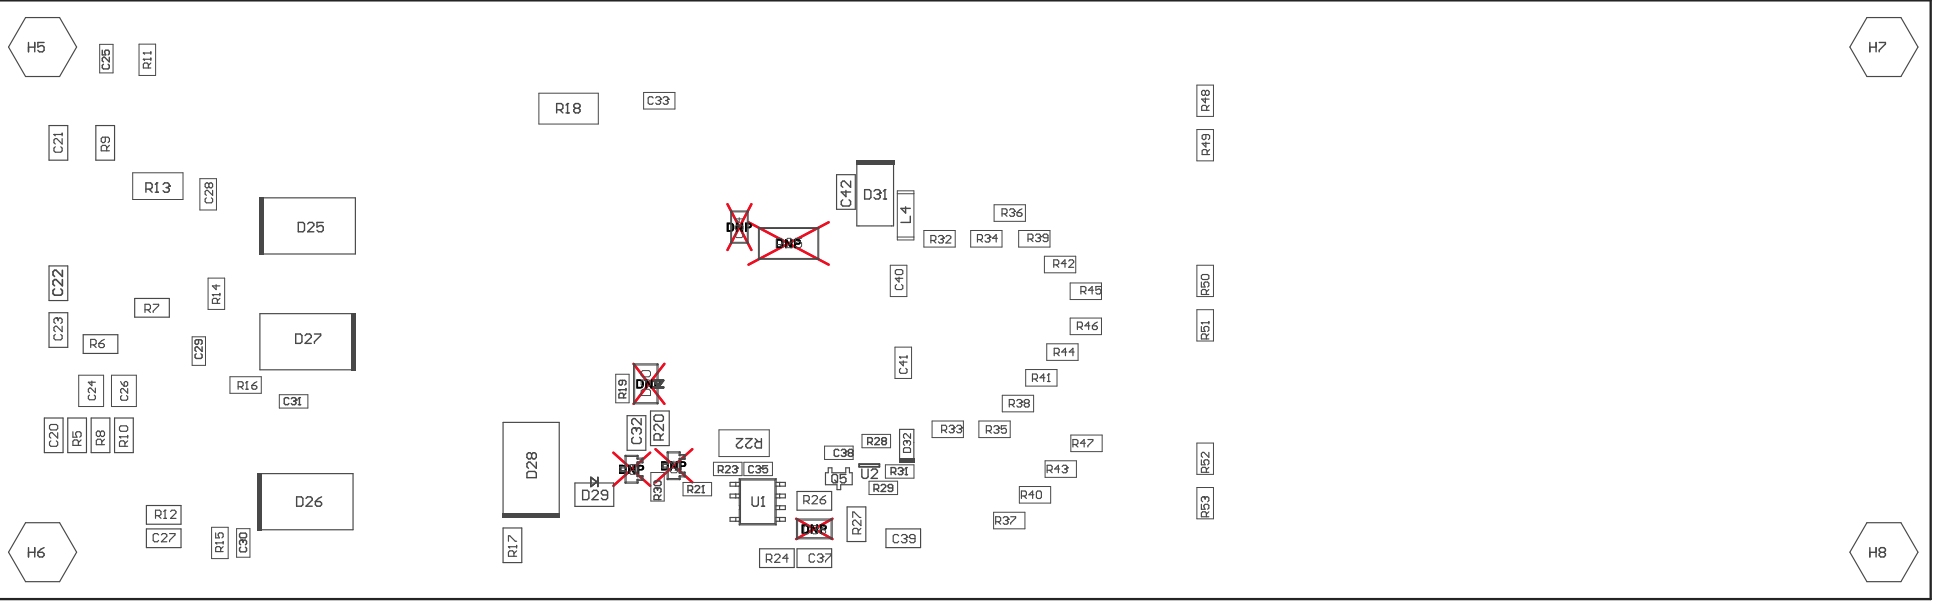 H5
C25
R11
H7
R18
C33
R48
C21
R9
R49
R13
C28
C42
D31
L4
R36
D25
DNP
DNP
R32
R34
R39
R42
C22
R14
C40
R45
R50
R7
C23
R6
C29
D27
R46
R51
R44
C41
R16
C24
C26
C31
R19
DNP
R41
R38
C20
R5
R8
R10
C32
R20
R22
R28
D32
R33
R35
R47
C38
D28
DNP
DNP
R23
C35
U2
R31
R43
R52
Q5
D29
R30
R21
R29
R40
D26
U1
R26
R53
R12
C27
R15
C30
R17
DNP
R27
C39
R37
H6
R24
C37
H8